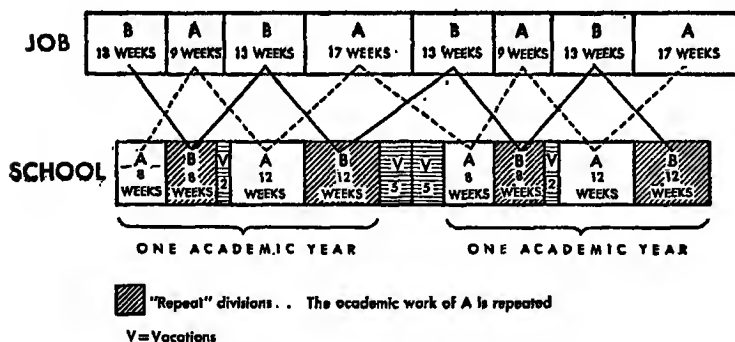 B A B A B A B A
JOB
13 WEEKS 9 WEEKS 13 WEEKS 17 WEEKS 13 WEEKS 9 WEEKS 13 WEEKS 17 WEEKS
SCHOOL
A 8 WEEKS
B 8 WEEKS
V 2
A 12 WEEKS
B 12 WEEKS
V 5
V 5
A 8 WEEKS
B 8 WEEKS
V 2
A 12 WEEKS
B 12 WEEKS
ONE ACADEMIC YEAR ONE ACADEMIC YEAR
"Repeat" divisions . . The academic work of A is repeated
V=Vacations